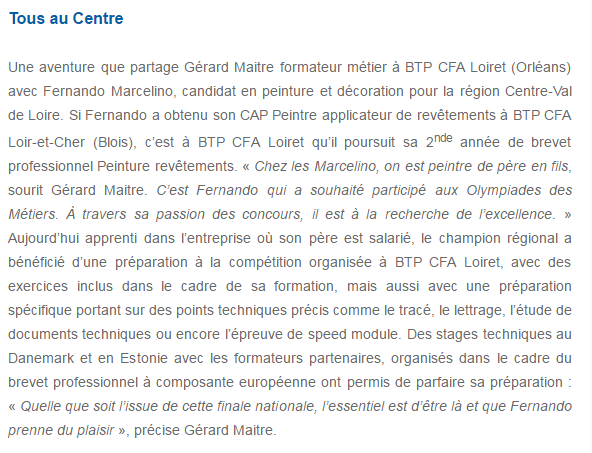 Tous au Centre
Une aventure que partage Gérard Maitre formateur métier à BTP CFA Loiret (Orléans)
avec Fernando Marcelino, candidat en peinture et décoration pour la région Centre-Val
de Loire. Si Fernando a obtenu son CAP Peintre applicateur de revêtements à BTP CFA
Loir-et-Cher (Blois), c’est à BTP CFA Loiret qu’il poursuit sa 2nde année de brevet
professionnel Peinture revêtements. « Chez les Marcelino, on est peintre de père en fils,
sourit Gérard Maitre. C’est Fernando qui a souhaité participé aux Olympiades des
Métiers. À travers sa passion des concours, il est à la recherche de l’excellence. »
Aujourd’hui apprenti dans l’entreprise où son père est salarié, le champion régional a
bénéficié d’une préparation à la compétition organisée à BTP CFA Loiret, avec des
exercices inclus dans le cadre de sa formation, mais aussi avec une préparation
spécifique portant sur des points techniques précis comme le tracé, le lettrage, l’étude de
documents techniques ou encore l’épreuve de speed module. Des stages techniques au
Danemark et en Estonie avec les formateurs partenaires, organisés dans le cadre du
brevet professionnel à composante européenne ont permis de parfaire sa préparation :
« Quelle que soit l’issue de cette finale nationale, l’essentiel est d’être là et que Fernando
prenne du plaisir », précise Gérard Maitre.